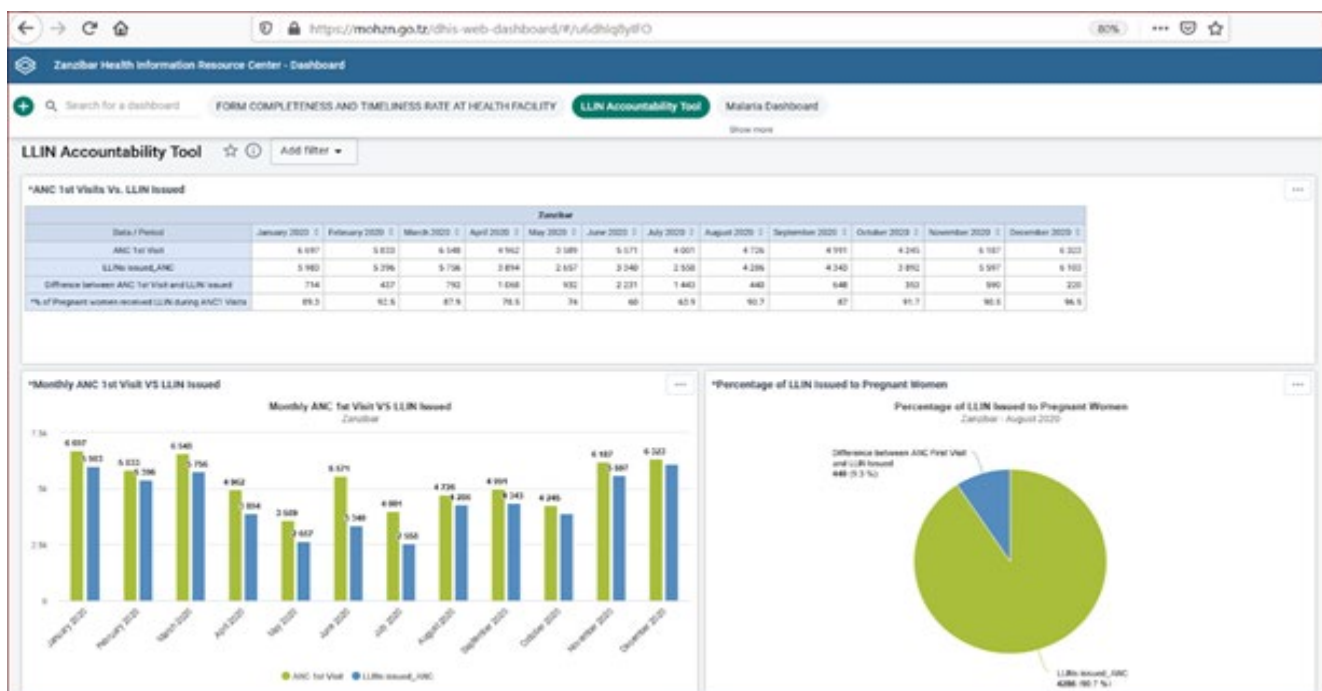 https://mohzn.go.tz/dhis-web-dashboard/#/u6dhlq8ylFO
80%
Zanzibar Health Information Resource Center - Dashboard
Search for a dashboard
FORM COMPLETENESS AND TIMELINESS RATE AT HEALTH FACILITY
LLIN Accountability Tool
Malaria Dashboard
Show more
LLIN Accountability Tool
Add filter
*ANC 1st Visits Vs. LLIN Issued
Zanzibar
Data / Period January 2020 February 2020 March 2020 April 2020 May 2020 June 2020 July 2020 August 2020 September 2020 October 2020 November 2020 December 2020
ANC 1st Visit 6 697 5 833 6 548 4 962 3 589 5 571 4 001 4 726 4 991 4 245 6 187 6 323
LLINs issued_ANC 5 983 5 396 5 756 3 894 2 657 3 340 2 558 4 286 4 343 3 892 5 597 6 103
Difference between ANC 1st Visit and LLIN issued 714 437 792 1 068 932 2 231 1 443 440 648 353 590 220
*% of Pregnant women received LLIN during ANC1 Visits 89.3 92.5 87.9 78.5 74 60 63.9 90.7 87 91.7 90.5 96.5
*Monthly ANC 1st Visit VS LLIN Issued
Monthly ANC 1st Visit VS LLIN Issued
Zanzibar
7.5k
5k
2.5k
0
6 697 5 983 5 833 5 396 6 548 5 756 4 962 3 894 3 589 2 657 5 571 3 340 4 001 2 558 4 726 4 286 4 991 4 343 4 245 6 187 5 597 6 323
January 2020 February 2020 March 2020 April 2020 May 2020 June 2020 July 2020 August 2020 September 2020 October 2020 November 2020 December 2020
ANC 1st Visit LLINs issued_ANC
*Percentage of LLIN Issued to Pregnant Women
Percentage of LLIN Issued to Pregnant Women
Zanzibar - August 2020
Difference between ANC First Visit
and LLIN Issued
440 (9.3 %)
LLINs issued_ANC
4286 (90.7 %)